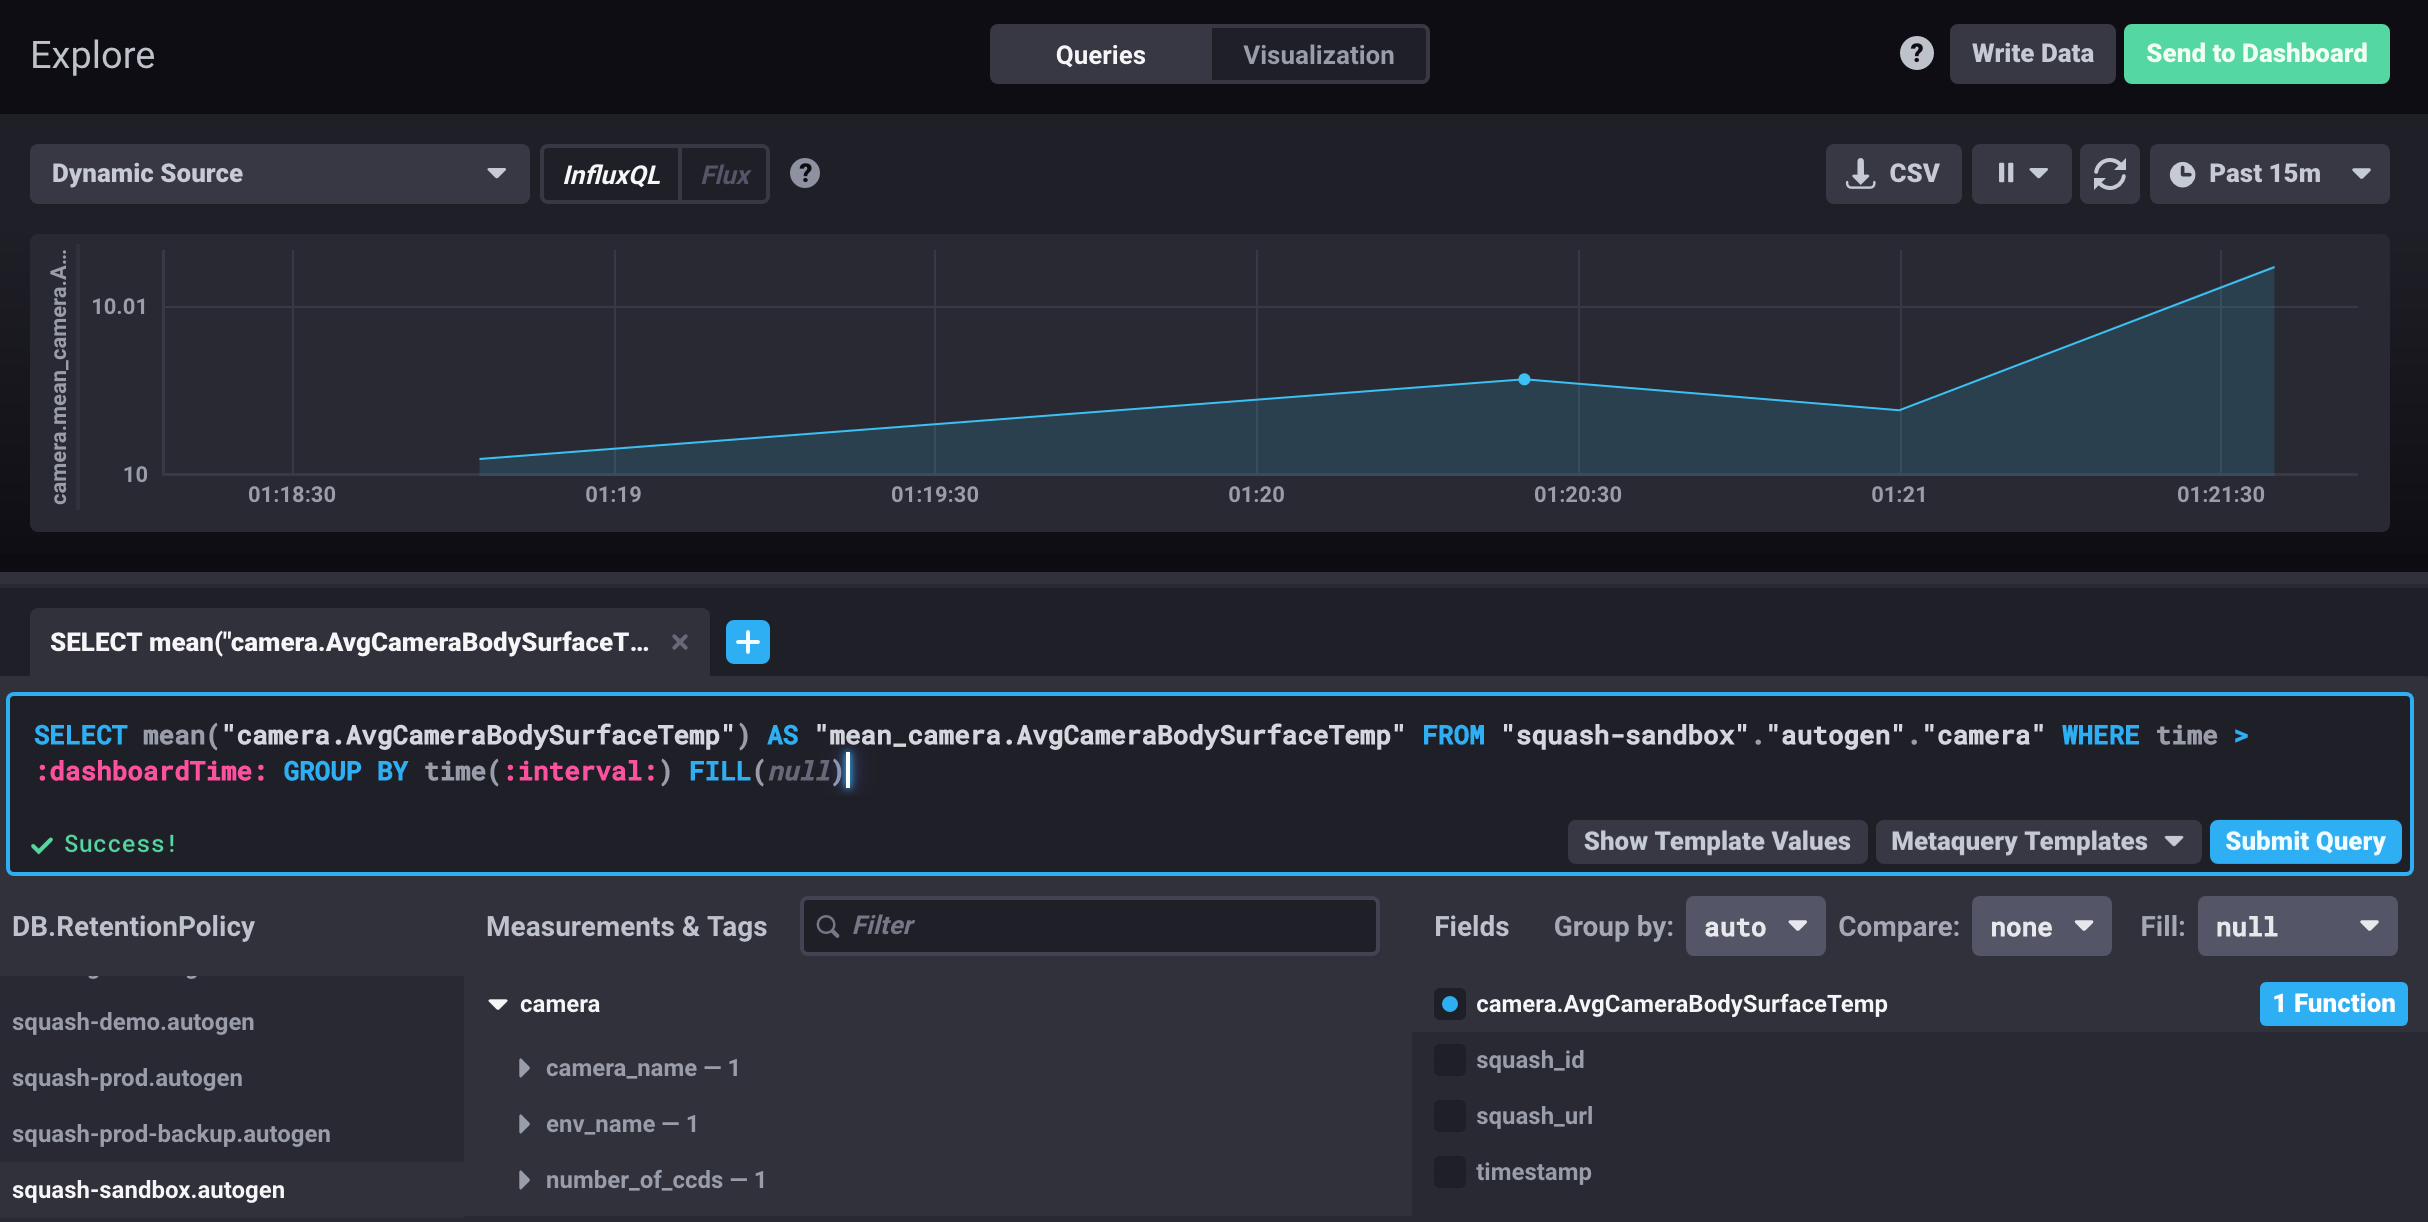 Explore
Queries
Visualization
?
Write Data
Send to Dashboard
Dynamic Source
InfluxQL
Flux
?
CSV
Past 15m
camera.mean_camera.A...
10.01
10
01:18:30
01:19
01:19:30
01:20
01:20:30
01:21
01:21:30
SELECT mean("camera.AvgCameraBodySurfaceT...
SELECT mean("camera.AvgCameraBodySurfaceTemp") AS "mean_camera.AvgCameraBodySurfaceTemp" FROM "squash-sandbox"."autogen"."camera" WHERE time >
:dashboardTime: GROUP BY time(:interval:) FILL(null)
Success!
Show Template Values
Metaquery Templates
Submit Query
DB.RetentionPolicy
squash-demo.autogen
squash-prod.autogen
squash-prod-backup.autogen
squash-sandbox.autogen
Measurements & Tags
Filter
camera
camera_name — 1
env_name — 1
number_of_ccds — 1
Fields
Group by:
auto
Compare:
none
Fill:
null
camera.AvgCameraBodySurfaceTemp
1 Function
squash_id
squash_url
timestamp